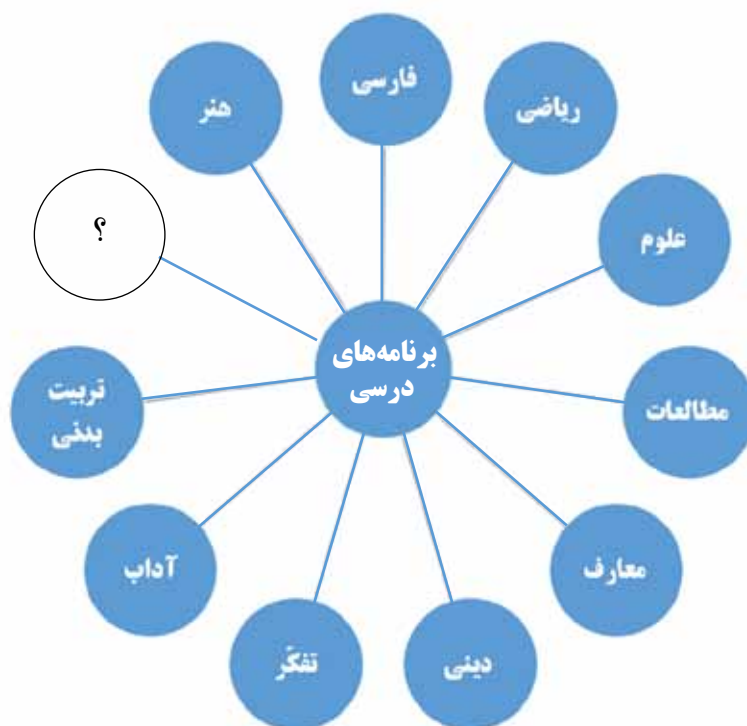 فارسی
ریاضی
علوم
مطالعات
معارف
دینی
تفکّر
آداب
تربیت
بدنی
؟
هنر
برنامه‌های
درسی